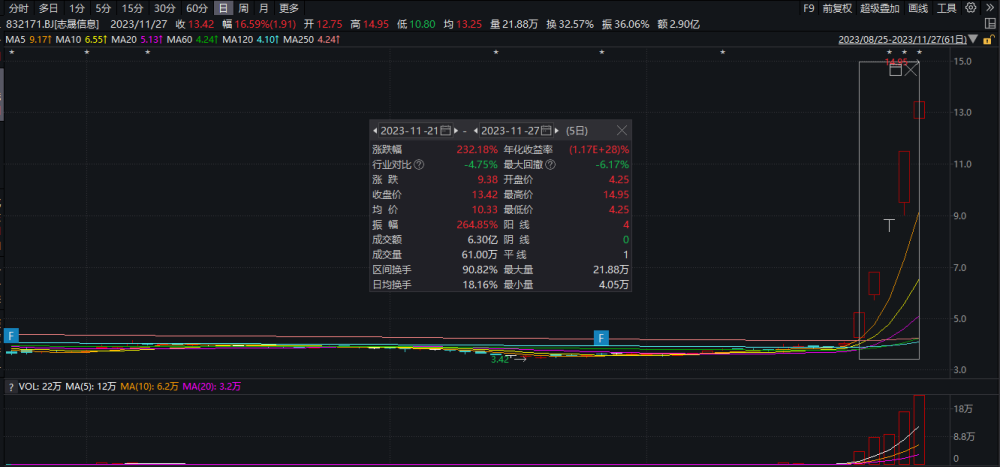 分时 多日 1分 5分 15分 30分 60分 日 周 月 更多 F9 前复权 超级叠加 画线 工具
832171.BJ[志晟信息] 2023/11/27 收 13.42 幅 16.59%(1.91) 开 12.75 高 14.95 低 10.80 均 13.25 量 21.88万 换 32.57% 振 36.06% 额 2.90亿
MA5 9.17↑ MA10 6.55↑ MA20 5.13↑ MA60 4.24↑ MA120 4.10↑ MA250 4.24↑ 2023/08/25-2023/11/27(61日)
14.95
15.0
13.0
11.0
9.0
7.0
5.0
3.0
2023-11-21 - 2023-11-27 (5日)
涨跌幅 232.18% 年化收益率 (1.17E+28)%
行业对比 ? -4.75% 最大回撤 ? -6.17%
涨 跌 9.38 开盘价 4.25
收盘价 13.42 最高价 14.95
均 价 10.33 最低价 4.25
振 幅 264.85% 阳 线 4
成交额 6.30亿 阴 线 0
成交量 61.00万 平 线 1
区间换手 90.82% 最大量 21.88万
日均换手 18.16% 最小量 4.05万
F
F
3.42
? VOL: 22万 MA(5): 12万 MA(10): 6.2万 MA(20): 3.2万
18万
8.8万
0